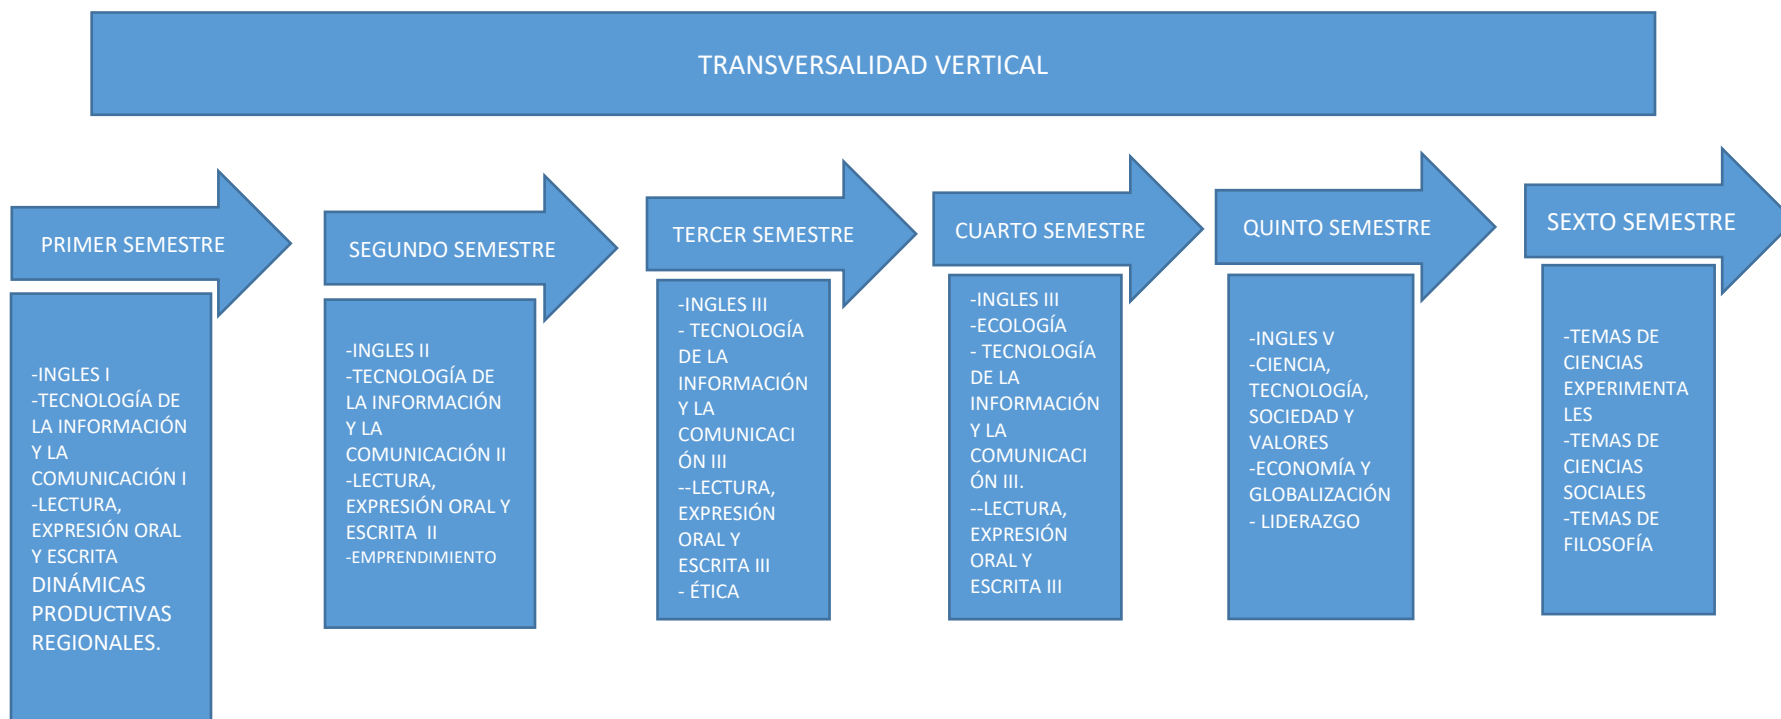 TRANSVERSALIDAD VERTICAL
PRIMER SEMESTRE
-INGLES I
-TECNOLOGÍA DE
LA INFORMACIÓN
Y LA
COMUNICACIÓN I
-LECTURA,
EXPRESIÓN ORAL
Y ESCRITA
DINÁMICAS
PRODUCTIVAS
REGIONALES.
SEGUNDO SEMESTRE
-INGLES II
-TECNOLOGÍA DE
LA INFORMACIÓN
Y LA
COMUNICACIÓN II
-LECTURA,
EXPRESIÓN ORAL Y
ESCRITA  II
-EMPRENDIMIENTO
TERCER SEMESTRE
-INGLES III
- TECNOLOGÍA
DE LA
INFORMACIÓN
Y LA
COMUNICACI
ÓN III
--LECTURA,
EXPRESIÓN
ORAL Y
ESCRITA III
- ÉTICA
CUARTO SEMESTRE
-INGLES III
-ECOLOGÍA
- TECNOLOGÍA
DE LA
INFORMACIÓN
Y LA
COMUNICACI
ÓN III.
--LECTURA,
EXPRESIÓN
ORAL Y
ESCRITA III
QUINTO SEMESTRE
-INGLES V
-CIENCIA,
TECNOLOGÍA,
SOCIEDAD Y
VALORES
-ECONOMÍA Y
GLOBALIZACIÓN
- LIDERAZGO
SEXTO SEMESTRE
-TEMAS DE
CIENCIAS
EXPERIMENTA
LES
-TEMAS DE
CIENCIAS
SOCIALES
-TEMAS DE
FILOSOFÍA